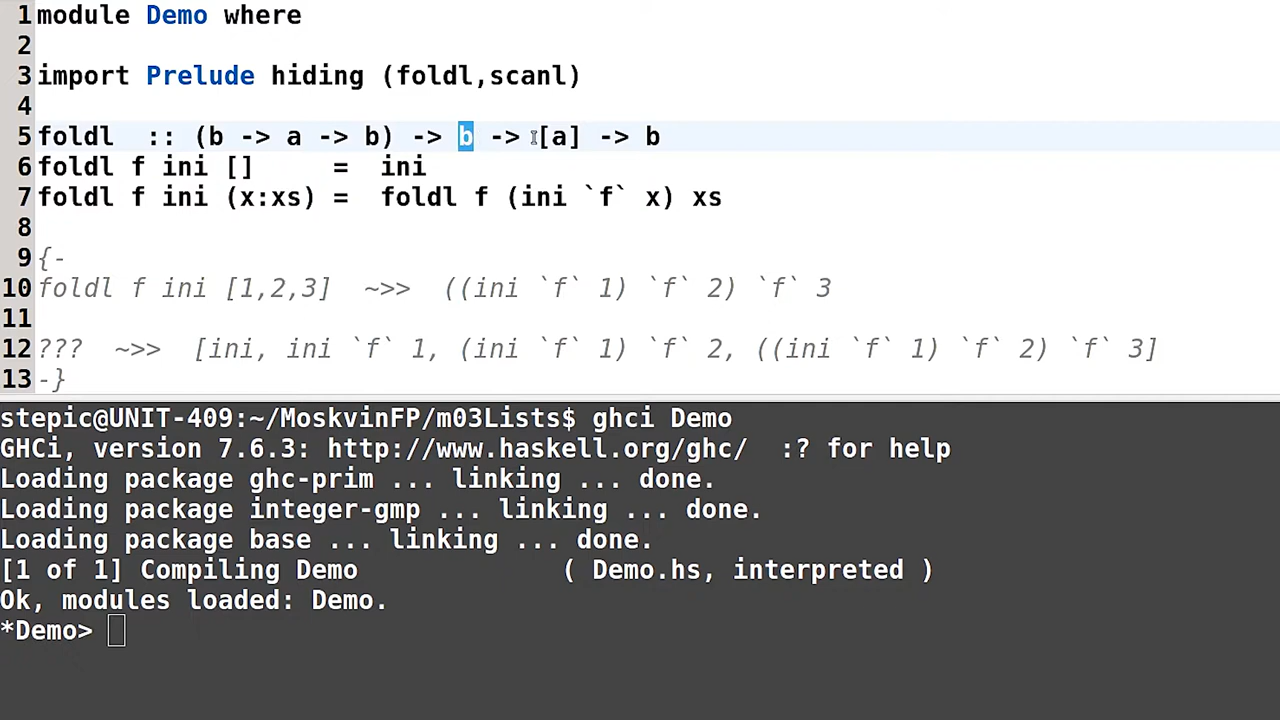 1 module Demo where
2
3 import Prelude hiding (foldl,scanl)
4
5 foldl  :: (b -> a -> b) -> b -> [a] -> b
6 foldl f ini []     =  ini
7 foldl f ini (x:xs) =  foldl f (ini `f` x) xs
8
9 {-
10 foldl f ini [1,2,3]  ~>>  ((ini `f` 1) `f` 2) `f` 3
11
12 ???  ~>>  [ini, ini `f` 1, (ini `f` 1) `f` 2, ((ini `f` 1) `f` 2) `f` 3]
13 -}
stepic@UNIT-409:~/MoskvinFP/m03Lists$ ghci Demo
GHCi, version 7.6.3: http://www.haskell.org/ghc/  :? for help
Loading package ghc-prim ... linking ... done.
Loading package integer-gmp ... linking ... done.
Loading package base ... linking ... done.
[1 of 1] Compiling Demo             ( Demo.hs, interpreted )
Ok, modules loaded: Demo.
*Demo>